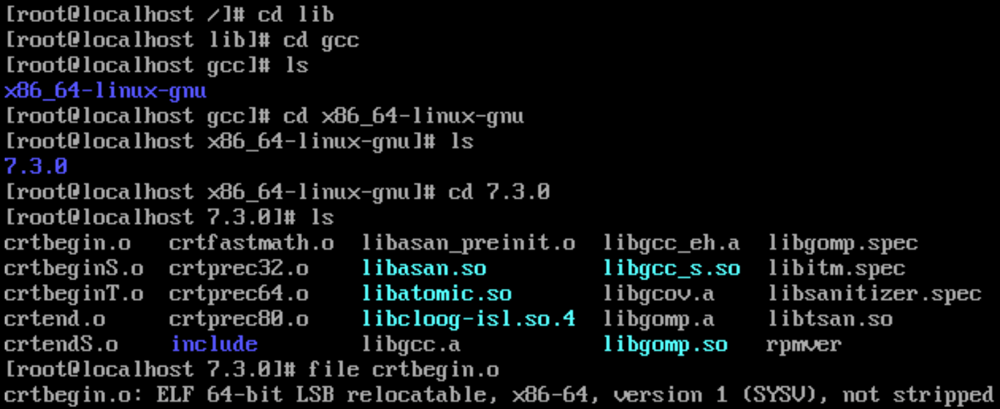 [root@localhost /]# cd lib
[root@localhost lib]# cd gcc
[root@localhost gcc]# ls
x86_64-linux-gnu
[root@localhost gcc]# cd x86_64-linux-gnu
[root@localhost x86_64-linux-gnu]# ls
7.3.0
[root@localhost x86_64-linux-gnu]# cd 7.3.0
[root@localhost 7.3.0]# ls
crtbegin.o   crtfastmath.o  libasan_preinit.o  libgcc_eh.a  libgomp.spec
crtbeginS.o  crtprec32.o    libasan.so         libgcc_s.so  libitm.spec
crtbeginT.o  crtprec64.o    libatomic.so       libgcov.a    libsanitizer.spec
crtend.o     crtprec80.o    libcloog-isl.so.4  libgomp.a    libtsan.so
crtendS.o    include        libgcc.a           libgomp.so   rpmver
[root@localhost 7.3.0]# file crtbegin.o
crtbegin.o: ELF 64-bit LSB relocatable, x86-64, version 1 (SYSV), not stripped